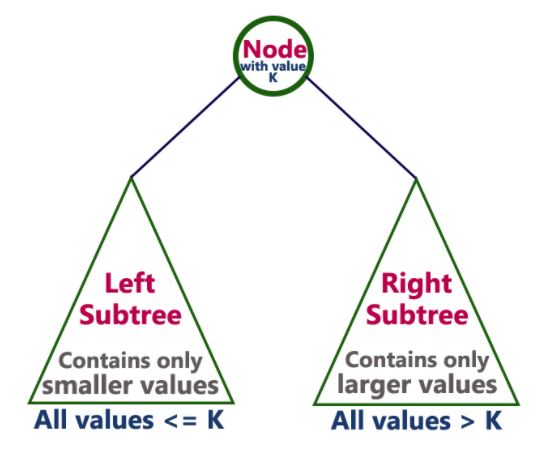 Node
with value
K
Left
Subtree
Contains only
smaller values
All values <= K
Right
Subtree
Contains only
larger values
All values > K